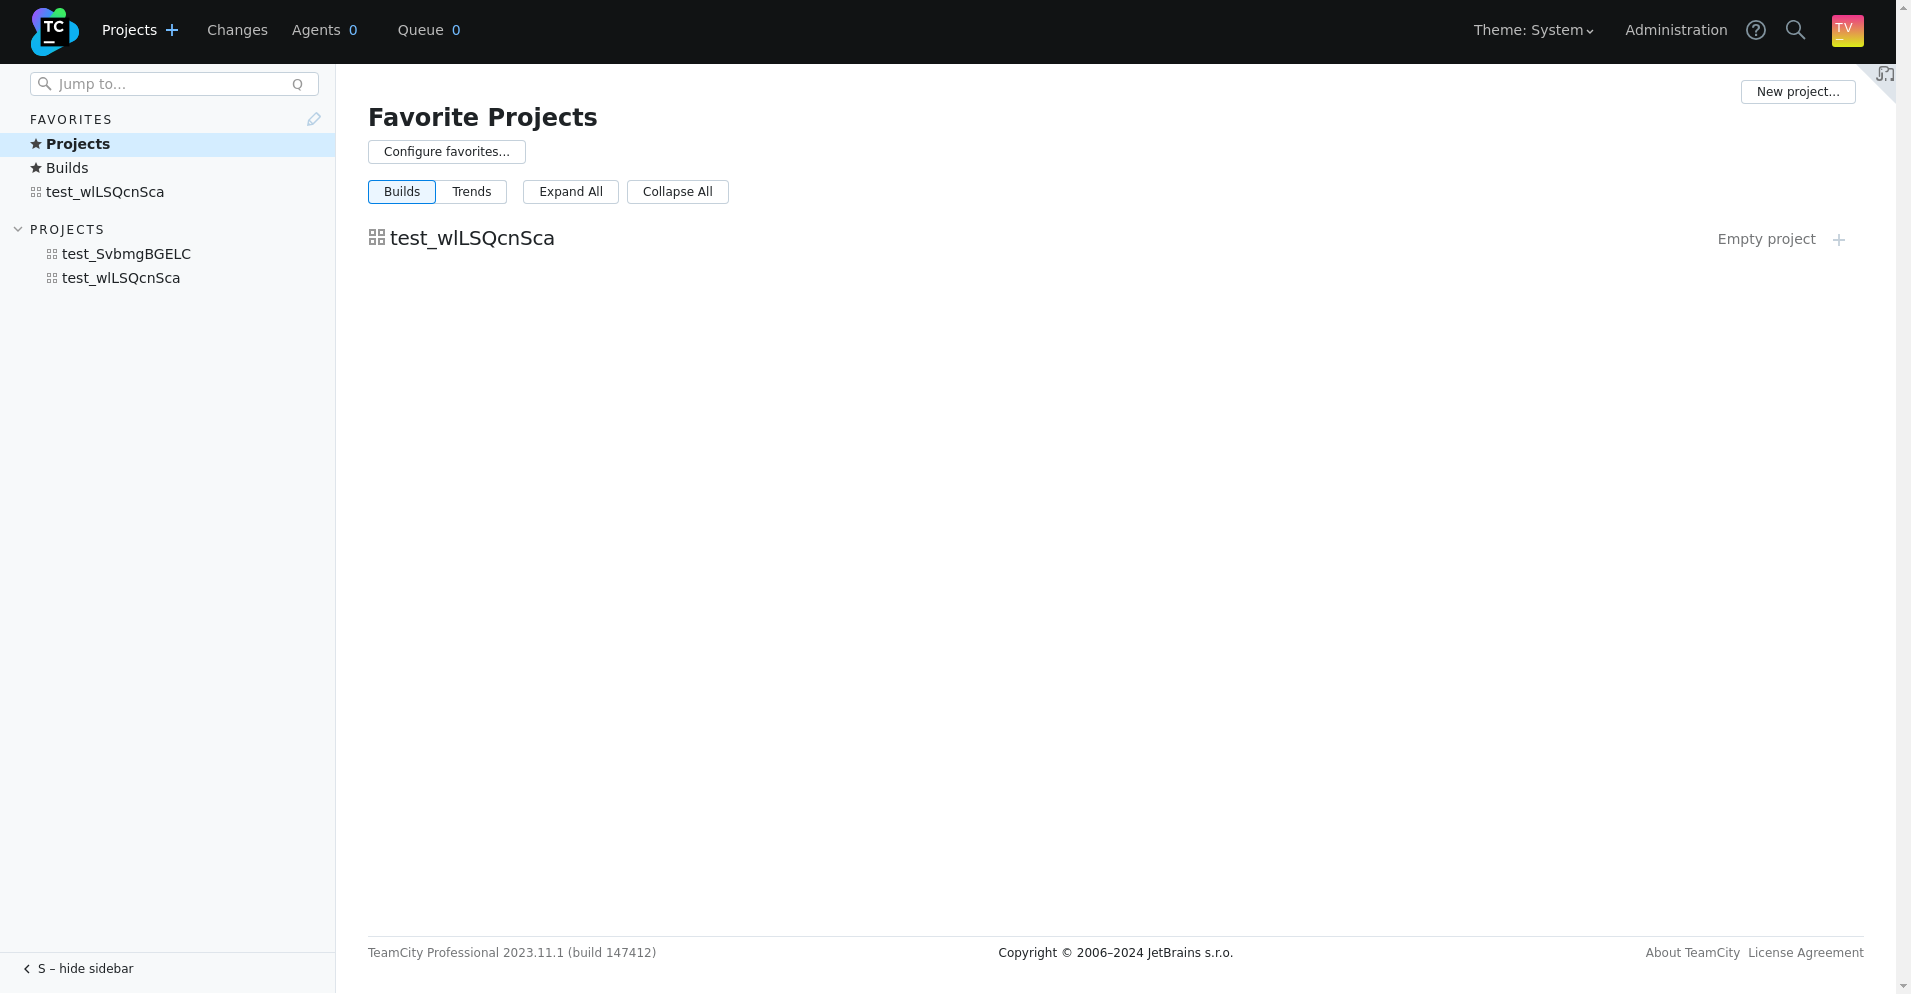 TC Projects Changes Agents 0 Queue 0 Theme: System Administration TV
Jump to... Q
FAVORITES
Projects
Builds
test_wlLSQcnSca
PROJECTS
test_SvbmgBGELC
test_wlLSQcnSca
S – hide sidebar
New project...
Favorite Projects
Configure favorites...
Builds Trends Expand All Collapse All
test_wlLSQcnSca Empty project
TeamCity Professional 2023.11.1 (build 147412) Copyright © 2006–2024 JetBrains s.r.o. About TeamCity License Agreement